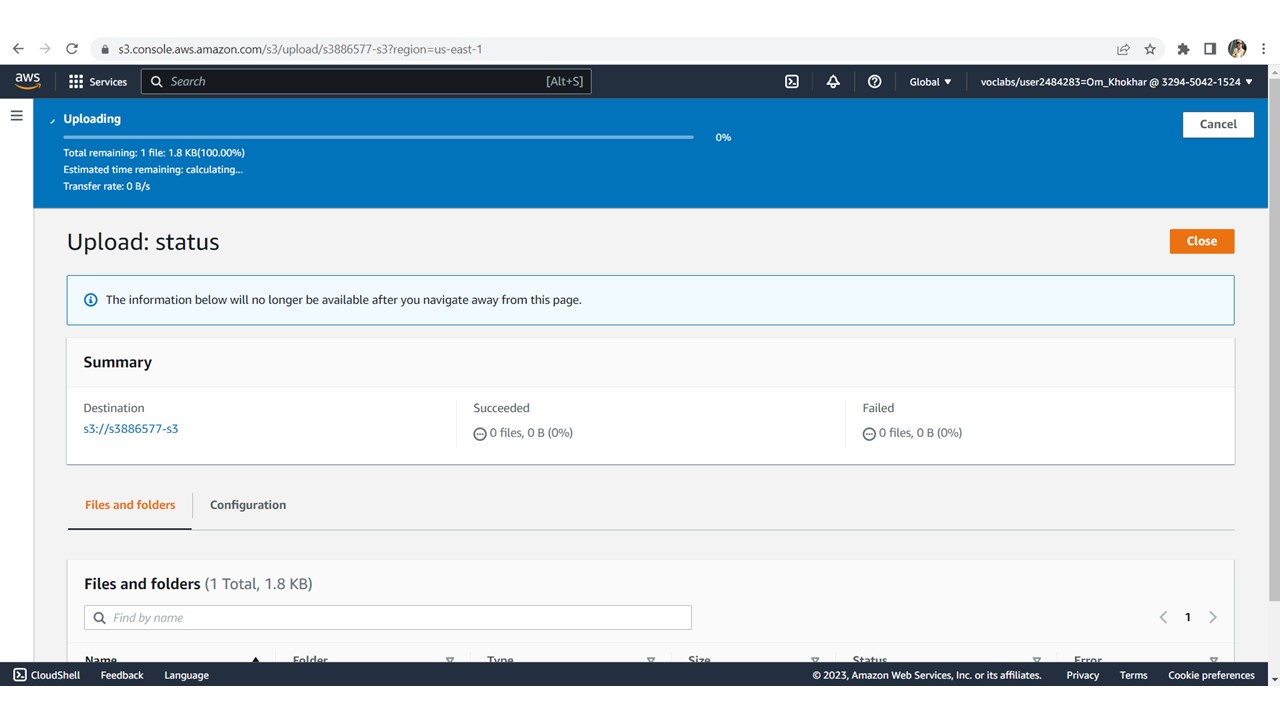 s3.console.aws.amazon.com/s3/upload/s3886577-s3?region=us-east-1
aws Services Search [Alt+S] Global voclabs/user2484283=Om_Khokhar @ 3294-5042-1524
Uploading
Cancel
0%
Total remaining: 1 file: 1.8 KB(100.00%)
Estimated time remaining: calculating...
Transfer rate: 0 B/s
Upload: status
Close
The information below will no longer be available after you navigate away from this page.
Summary
Destination Succeeded Failed
s3://s3886577-s3 0 files, 0 B (0%) 0 files, 0 B (0%)
Files and folders Configuration
Files and folders (1 Total, 1.8 KB)
Find by name 1
Name Folder Type Size Status Error
CloudShell Feedback Language © 2023, Amazon Web Services, Inc. or its affiliates. Privacy Terms Cookie preferences